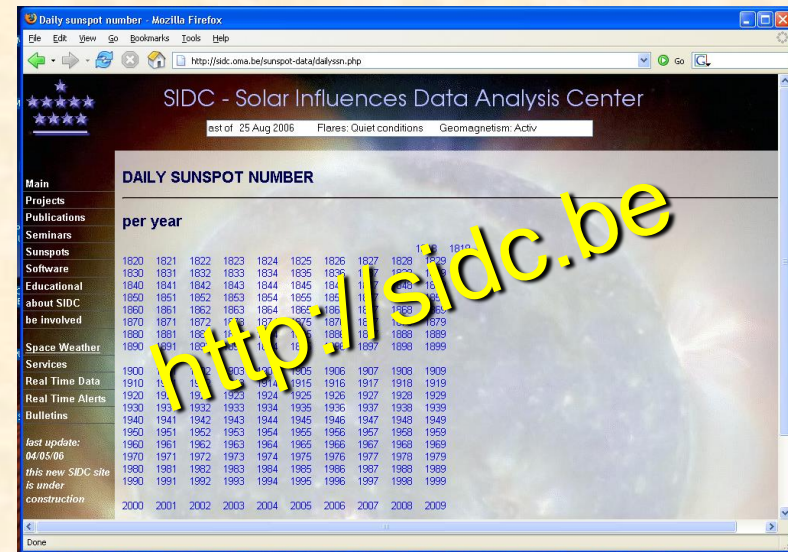 Daily sunspot number - Mozilla Firefox
File Edit View Go Bookmarks Tools Help
http://sidc.oma.be/sunspot-data/dailyssn.php Go
SIDC - Solar Influences Data Analysis Center
ast of 25 Aug 2006 Flares: Quiet conditions Geomagnetism: Activ
Main
Projects
Publications
Seminars
Sunspots
Software
Educational
about SIDC
be involved
Space Weather
Services
Real Time Data
Real Time Alerts
Bulletins
last update:
04/05/06
this new SIDC site
is under
construction
DAILY SUNSPOT NUMBER
per year
1820 1821 1822 1823 1824 1825 1826 1827 1828 1829
1830 1831 1832 1833 1834 1835 1836
1840 1841 1842 1843 1844 1845
1850 1851 1852 1853 1854 1855
1860 1861 1862 1863 1864 1868
1870 1871 1872 1879
1880 1881 1886 1887 1888 1889
1890 1891 1897 1898 1899
1900 1903 1905 1906 1907 1908 1909
1910 1914 1915 1916 1917 1918 1919
1920 1923 1924 1925 1926 1927 1928 1929
1930 1931 1932 1933 1934 1935 1936 1937 1938 1939
1940 1941 1942 1943 1944 1945 1946 1947 1948 1949
1950 1951 1952 1953 1954 1955 1956 1957 1958 1959
1960 1961 1962 1963 1964 1965 1966 1967 1968 1969
1970 1971 1972 1973 1974 1975 1976 1977 1978 1979
1980 1981 1982 1983 1984 1985 1986 1987 1988 1989
1990 1991 1992 1993 1994 1995 1996 1997 1998 1999
2000 2001 2002 2003 2004 2005 2006 2007 2008 2009
http://sidc.be
Done